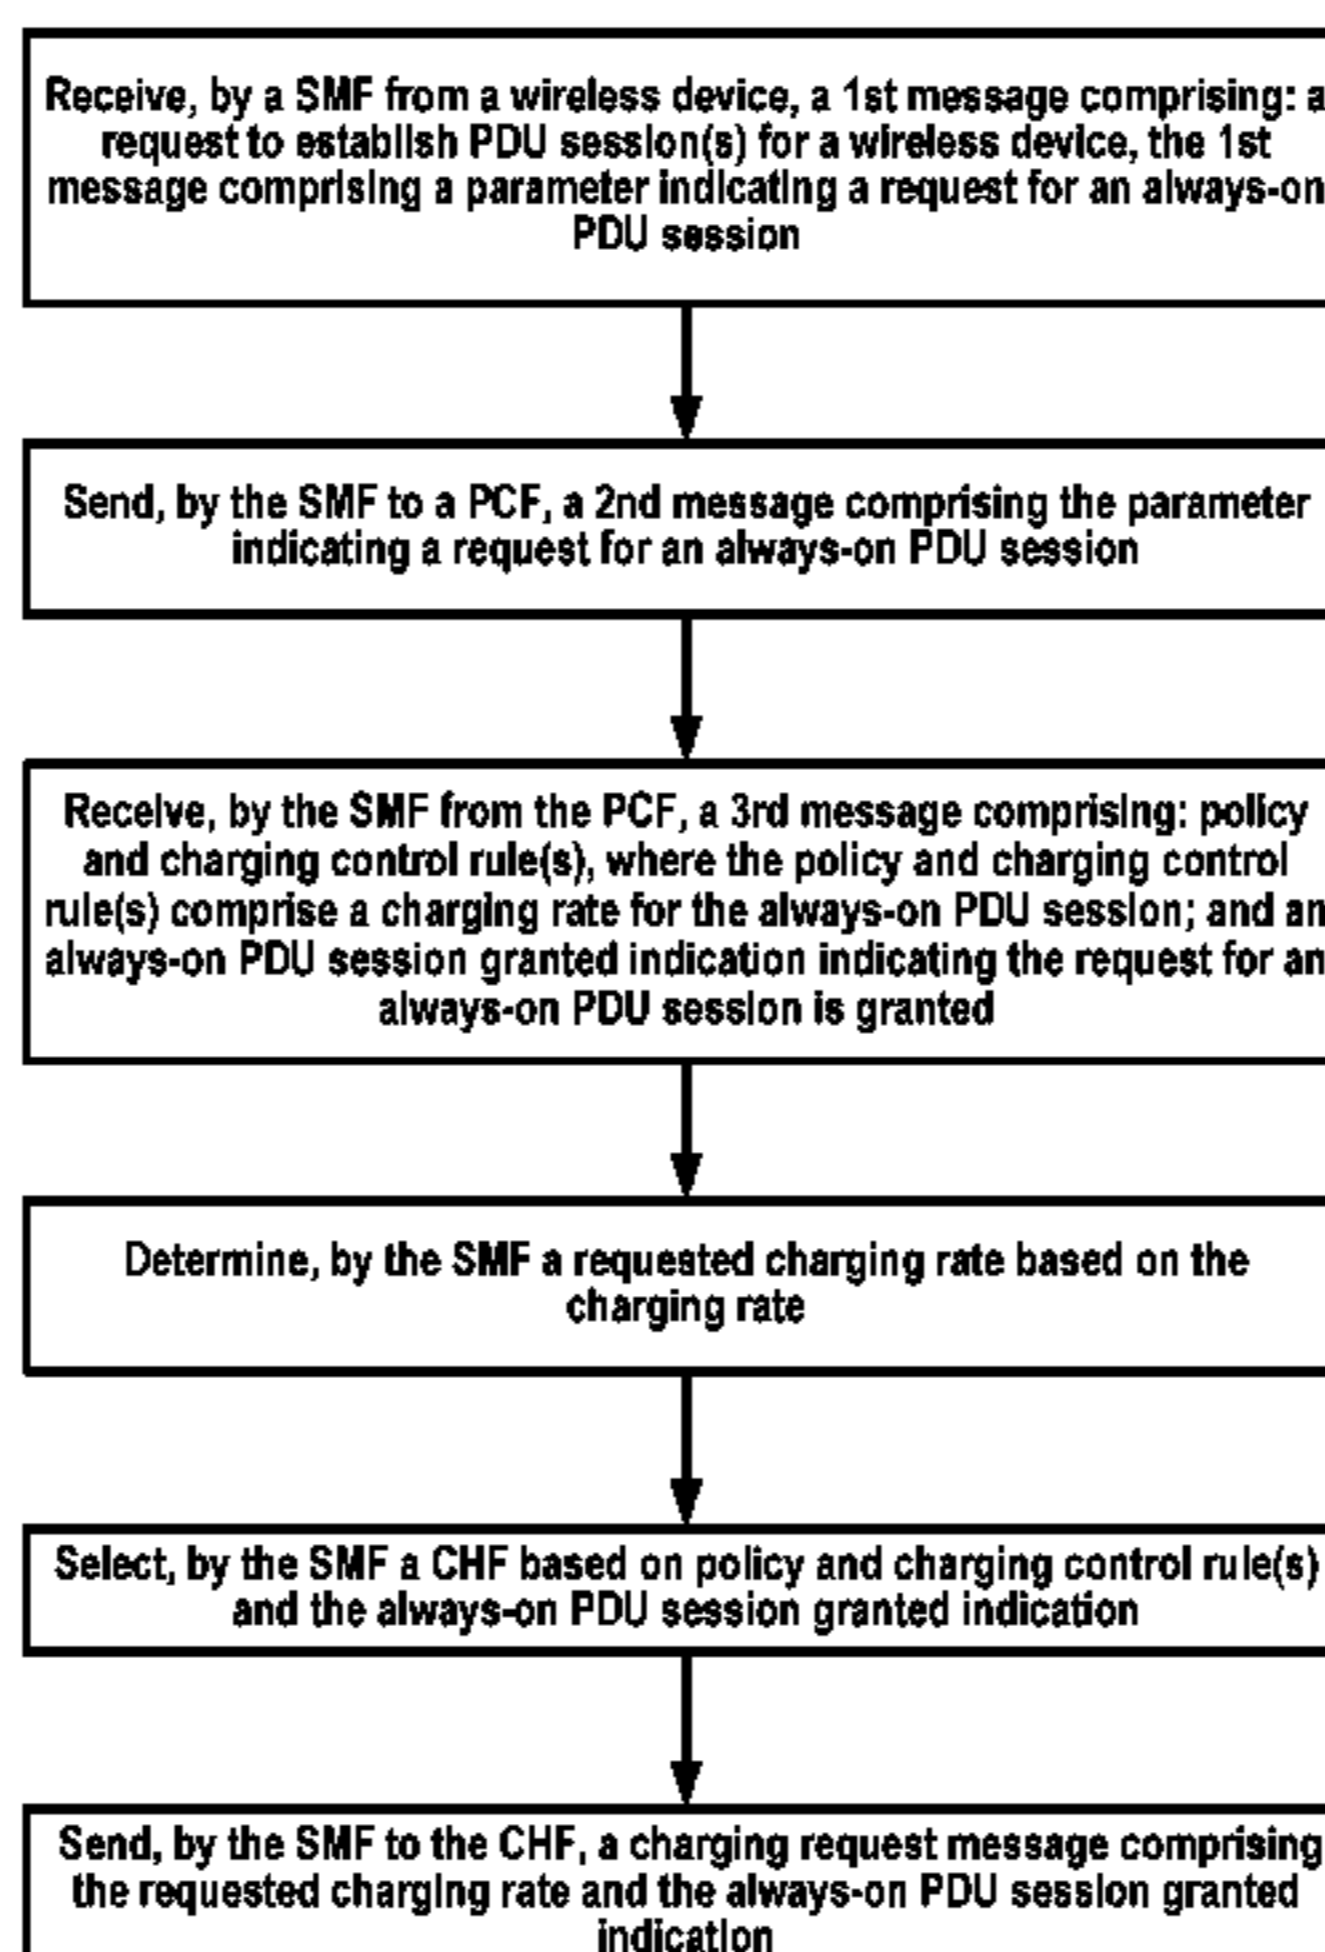 Receive, by a SMF from a wireless device, a 1st message comprising: a
request to establish PDU session(s) for a wireless device, the 1st
message comprising a parameter indicating a request for an always-on
PDU session
Send, by the SMF to a PCF, a 2nd message comprising the parameter
indicating a request for an always-on PDU session
Receive, by the SMF from the PCF, a 3rd message comprising: policy
and charging control rule(s), where the policy and charging control
rule(s) comprise a charging rate for the always-on PDU session; and an
always-on PDU session granted indication indicating the request for an
always-on PDU session is granted
Determine, by the SMF a requested charging rate based on the
charging rate
Select, by the SMF a CHF based on policy and charging control rule(s)
and the always-on PDU session granted indication
Send, by the SMF to the CHF, a charging request message comprising
the requested charging rate and the always-on PDU session granted
indication